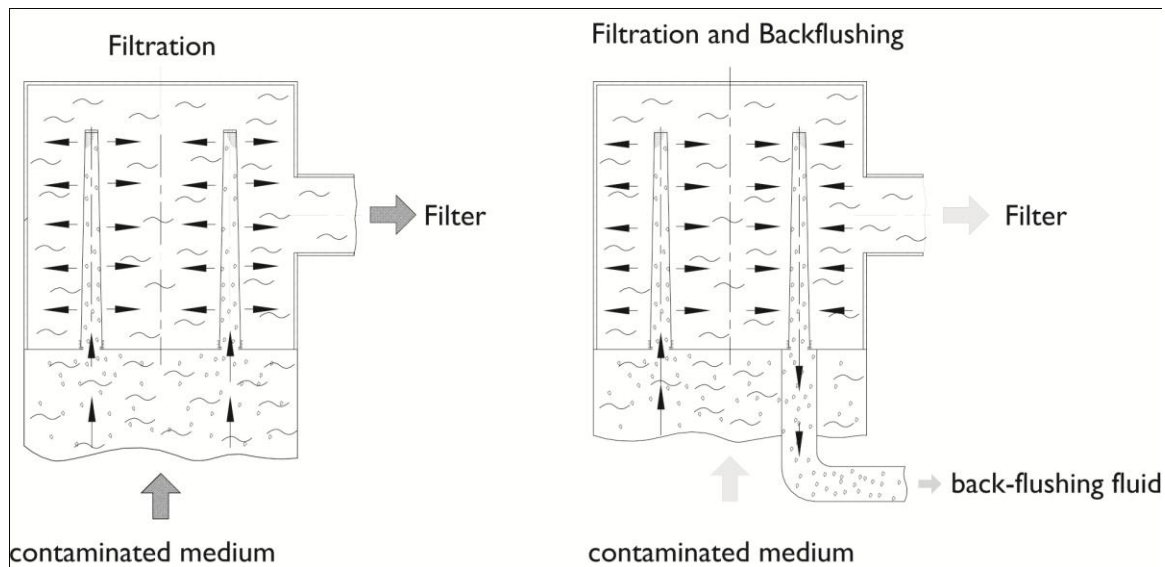 Filtration
Filter
contaminated medium
Filtration and Backflushing
Filter
back-flushing fluid
contaminated medium